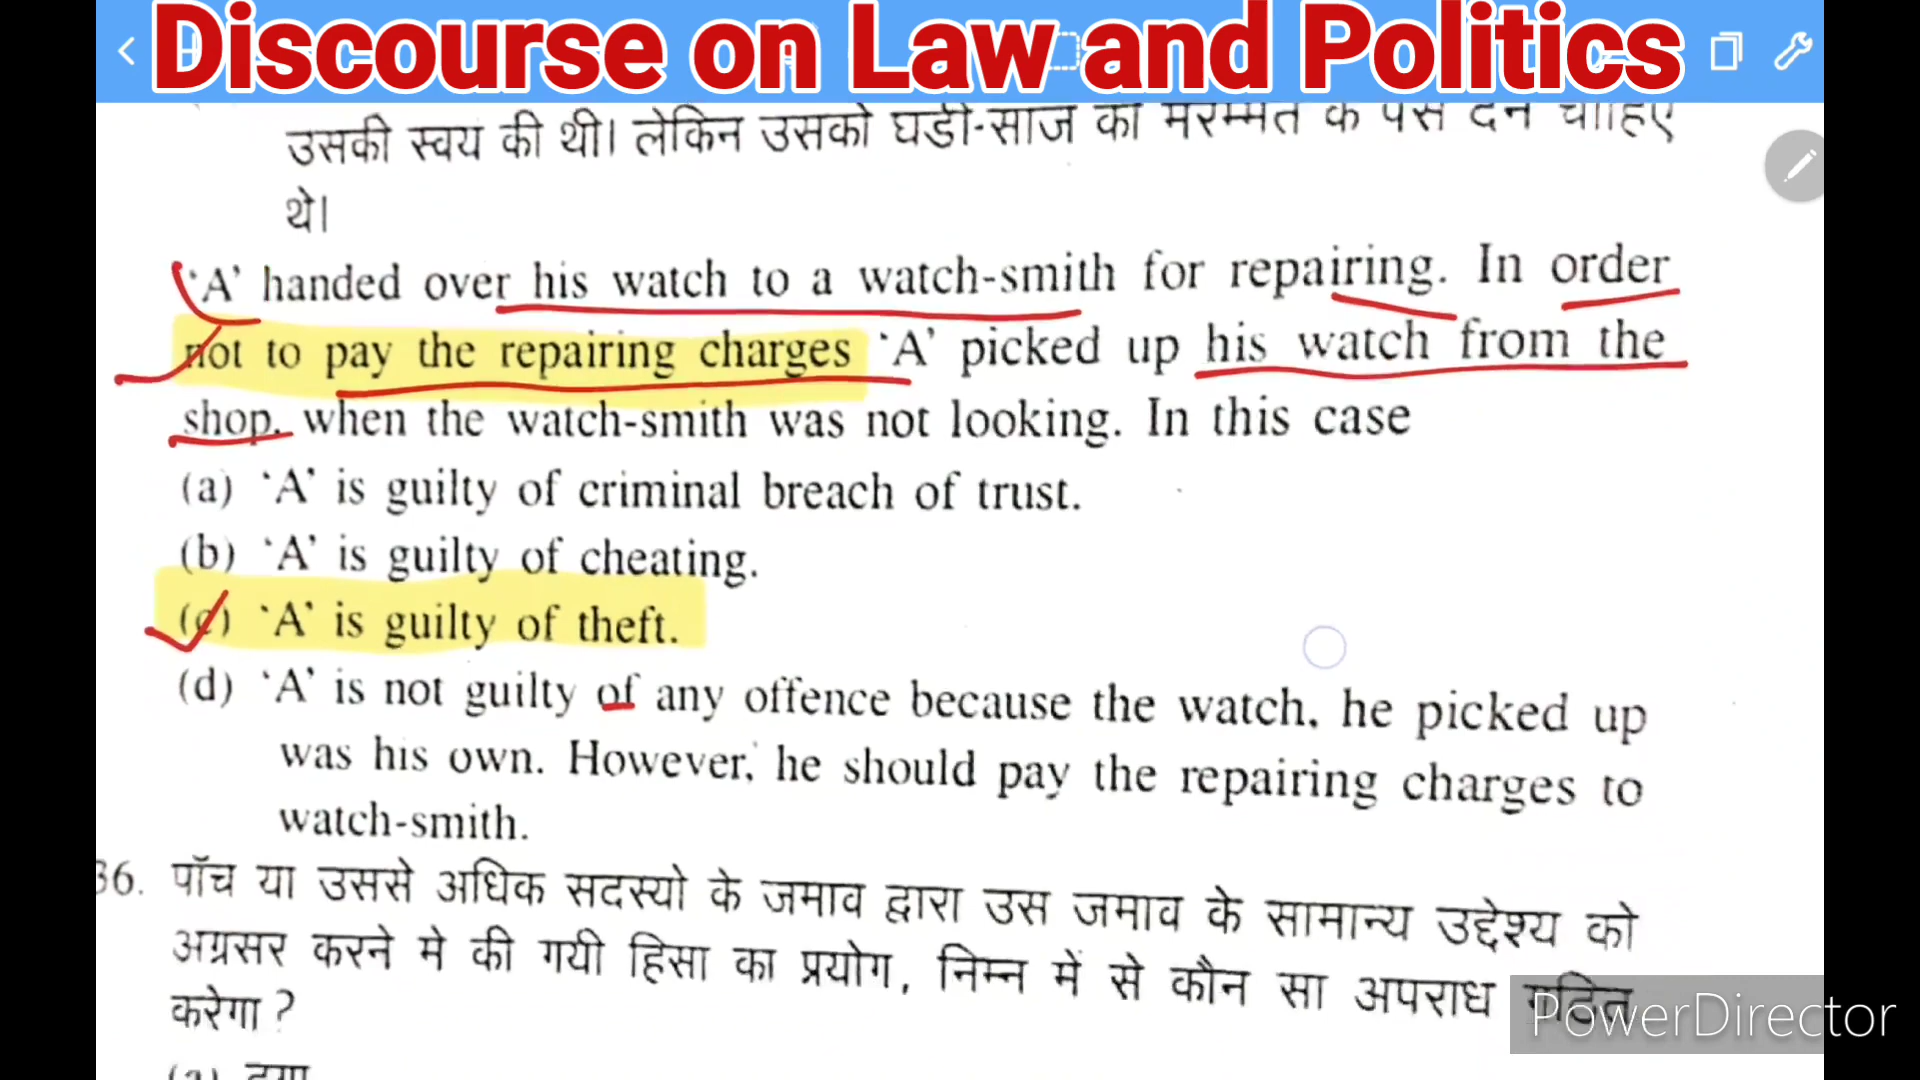 Discourse on Law and Politics
उसकी स्वय की थी। लेकिन उसको घडी-साज को मरम्मत के पैसे देने चाहिए
थे।
‘A’ handed over his watch to a watch-smith for repairing. In order
not to pay the repairing charges ‘A’ picked up his watch from the
shop, when the watch-smith was not looking. In this case
(a) ‘A’ is guilty of criminal breach of trust.
(b) ‘A’ is guilty of cheating.
(c) ‘A’ is guilty of theft.
(d) ‘A’ is not guilty of any offence because the watch, he picked up
was his own. However, he should pay the repairing charges to
watch-smith.
36. पॉच या उससे अधिक सदस्यो के जमाव द्वारा उस जमाव के सामान्य उद्देश्य को
अग्रसर करने मे की गयी हिसा का प्रयोग, निम्न में से कौन सा अपराध गठित
करेगा ?
PowerDirector